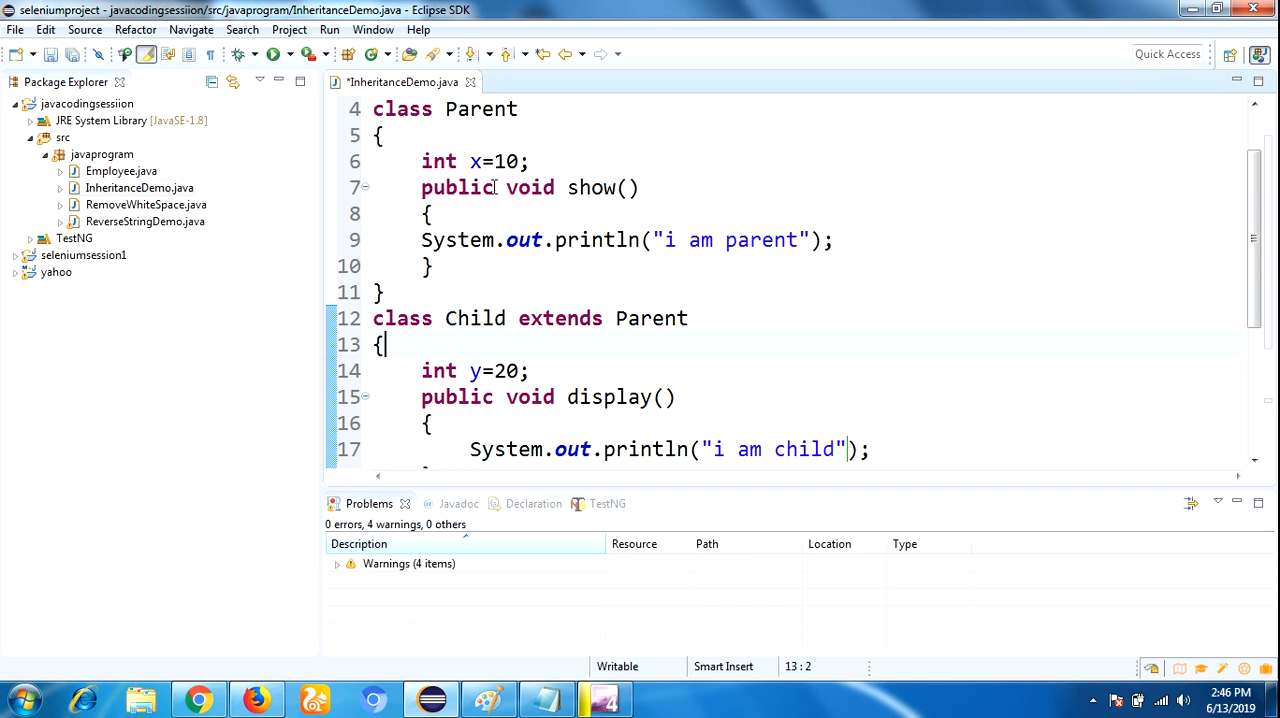 seleniumproject - javacodingsessiion/src/javaprogram/InheritanceDemo.java - Eclipse SDK
File Edit Source Refactor Navigate Search Project Run Window Help
Quick Access
Package Explorer
javacodingsessiion
JRE System Library [JavaSE-1.8]
src
javaprogram
Employee.java
InheritanceDemo.java
RemoveWhiteSpace.java
ReverseStringDemo.java
TestNG
seleniumsession1
yahoo
*InheritanceDemo.java
4 class Parent
5 {
6 int x=10;
7 public void show()
8 {
9 System.out.println("i am parent");
10 }
11 }
12 class Child extends Parent
13 {
14 int y=20;
15 public void display()
16 {
17 System.out.println("i am child");
Problems Javadoc Declaration TestNG
0 errors, 4 warnings, 0 others
Description Resource Path Location Type
Warnings (4 items)
Writable Smart Insert 13 : 2
4
2:46 PM
6/13/2019